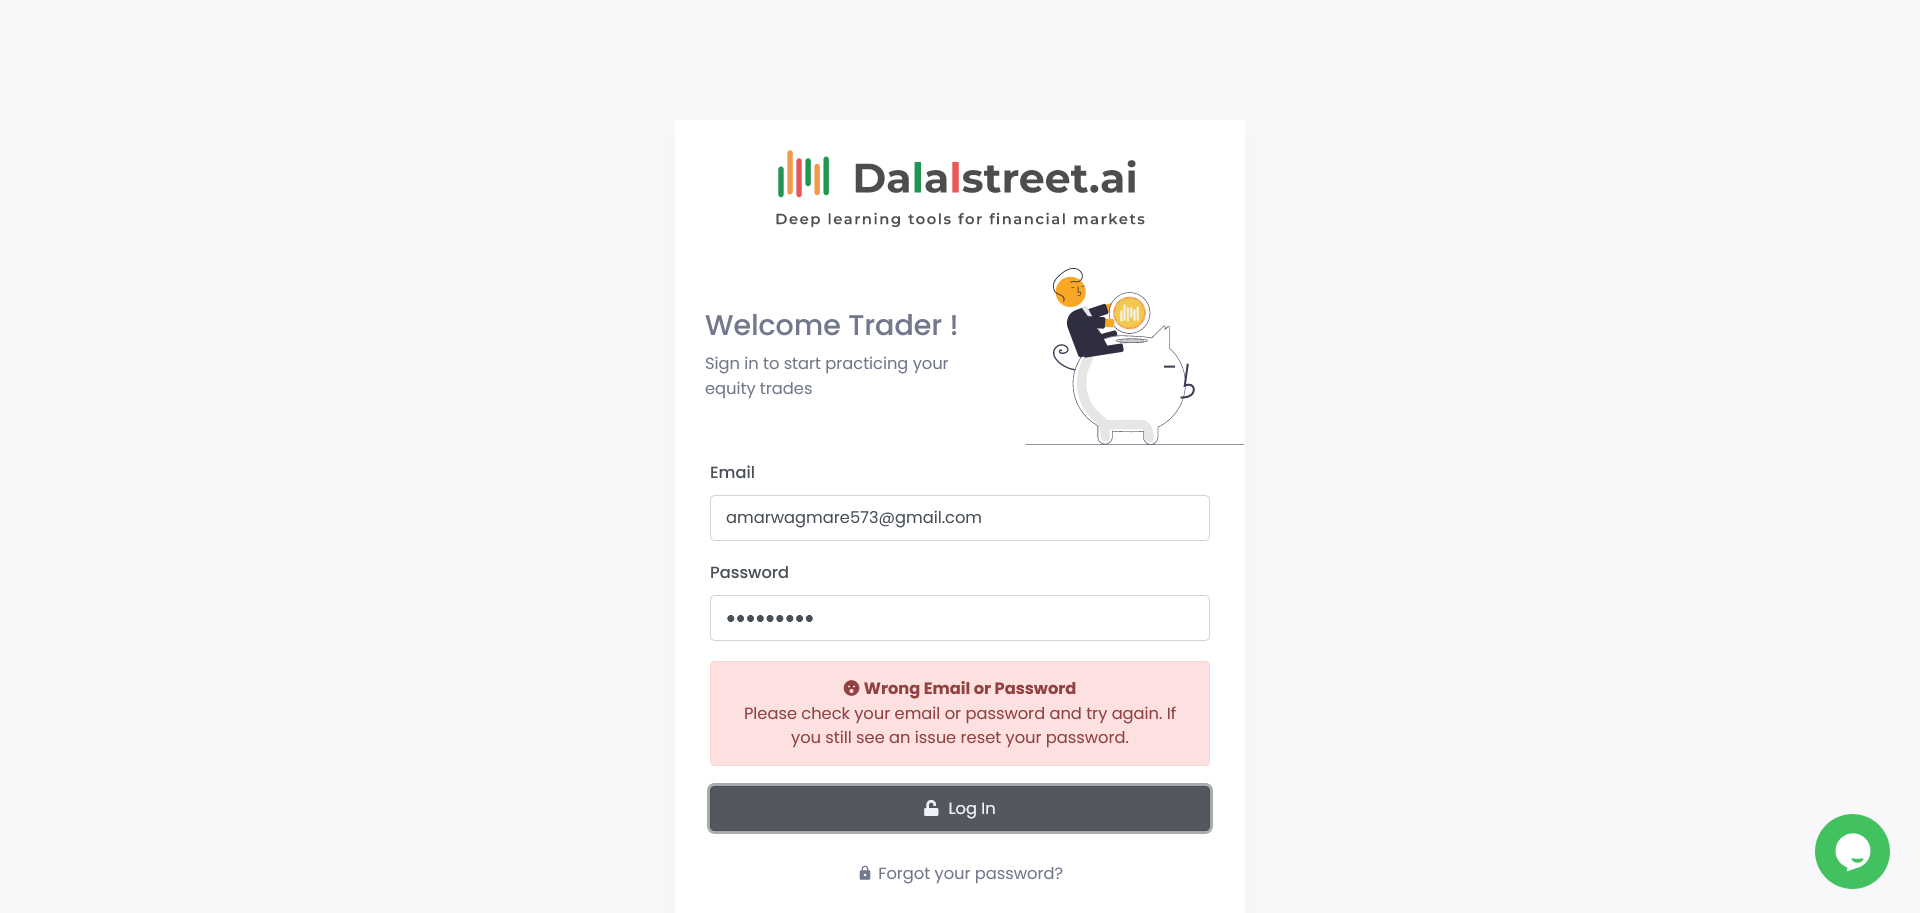 Dalalstreet.ai
Deep learning tools for financial markets
Welcome Trader !
Sign in to start practicing your
equity trades
Email
amarwagmare573@gmail.com
Password
•••••••••
Wrong Email or Password
Please check your email or password and try again. If
you still see an issue reset your password.
Log In
Forgot your password?